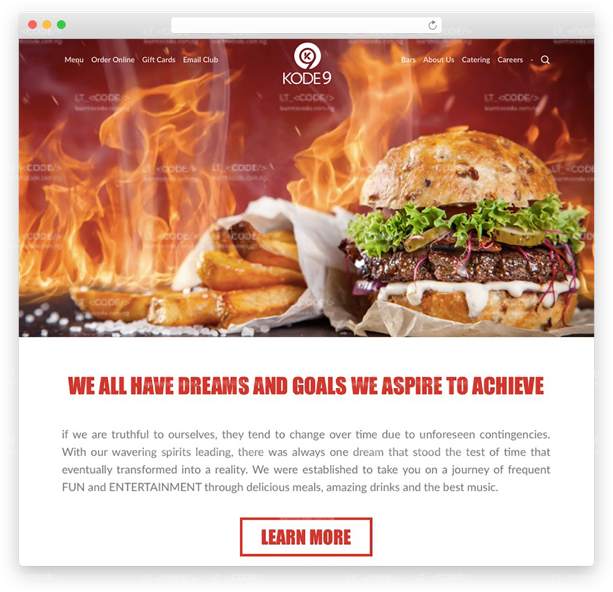 Menu Order Online Gift Cards Email Club
KODE9
Bars About Us Catering Careers
LT_<CODE/>
learntocode.com.ng
WE ALL HAVE DREAMS AND GOALS WE ASPIRE TO ACHIEVE
if we are truthful to ourselves, they tend to change over time due to unforeseen contingencies.
With our wavering spirits leading, there was always one dream that stood the test of time that
eventually transformed into a reality. We were established to take you on a journey of frequent
FUN and ENTERTAINMENT through delicious meals, amazing drinks and the best music.
LEARN MORE